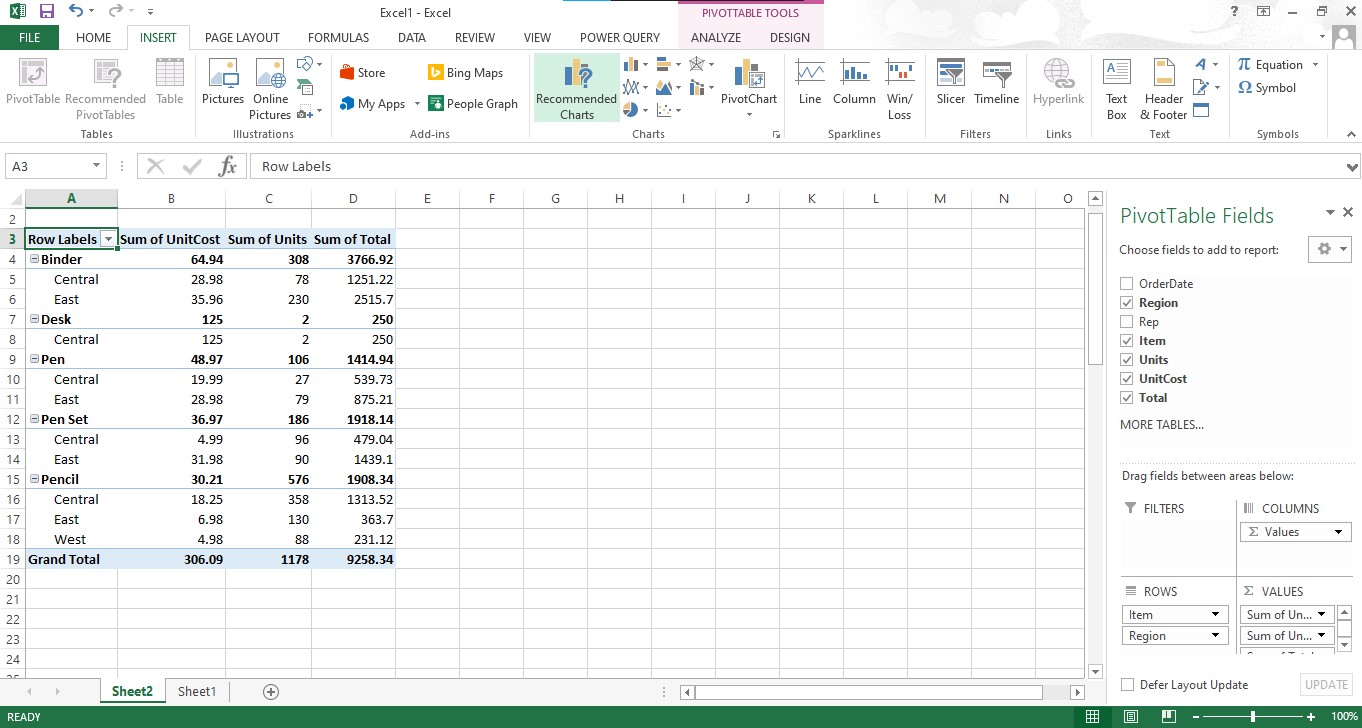 Excel1 - Excel
PIVOTTABLE TOOLS
?
FILE HOME INSERT PAGE LAYOUT FORMULAS DATA REVIEW VIEW POWER QUERY ANALYZE DESIGN
PivotTable
Recommended PivotTables
Table
Tables
Pictures
Online Pictures
Illustrations
Store
My Apps
Bing Maps
People Graph
Add-ins
Recommended Charts
PivotChart
Charts
Line
Column
Win/ Loss
Sparklines
Slicer
Timeline
Filters
Hyperlink
Links
Text Box
Header & Footer
Text
π Equation
Ω Symbol
Symbols
A3
fx
Row Labels
A B C D E F G H I J K L M N O
2
3 Row Labels Sum of UnitCost Sum of Units Sum of Total
4 Binder 64.94 308 3766.92
5 Central 28.98 78 1251.22
6 East 35.96 230 2515.7
7 Desk 125 2 250
8 Central 125 2 250
9 Pen 48.97 106 1414.94
10 Central 19.99 27 539.73
11 East 28.98 79 875.21
12 Pen Set 36.97 186 1918.14
13 Central 4.99 96 479.04
14 East 31.98 90 1439.1
15 Pencil 30.21 576 1908.34
16 Central 18.25 358 1313.52
17 East 6.98 130 363.7
18 West 4.98 88 231.12
19 Grand Total 306.09 1178 9258.34
20
21
22
23
24
PivotTable Fields
Choose fields to add to report:
OrderDate
Region
Rep
Item
Units
UnitCost
Total
MORE TABLES...
Drag fields between areas below:
FILTERS
COLUMNS
Σ Values
ROWS
Item
Region
Σ VALUES
Sum of Un...
Sum of Un...
Defer Layout Update
UPDATE
Sheet2 Sheet1
READY
100%